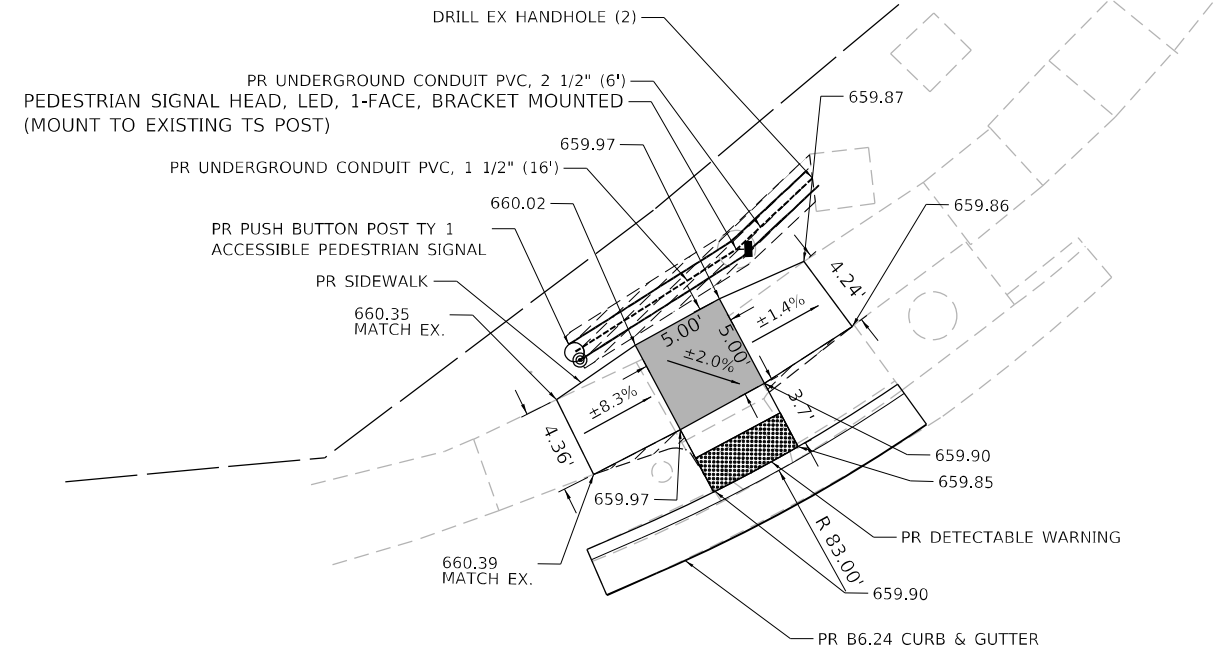 DRILL EX HANDHOLE (2)
PR UNDERGROUND CONDUIT PVC, 2 1/2" (6')
PEDESTRIAN SIGNAL HEAD, LED, 1-FACE, BRACKET MOUNTED
(MOUNT TO EXISTING TS POST)
659.87
659.97
PR UNDERGROUND CONDUIT PVC, 1 1/2" (16')
660.02
659.86
PR PUSH BUTTON POST TY 1
ACCESSIBLE PEDESTRIAN SIGNAL
PR SIDEWALK
4.24'
660.35
MATCH EX.
±1.4%
5.00'
5.00'
±2.0%
±8.3%
3.7'
4.36'
659.90
659.97
659.85
PR DETECTABLE WARNING
R 83.00'
660.39
MATCH EX.
659.90
PR B6.24 CURB & GUTTER